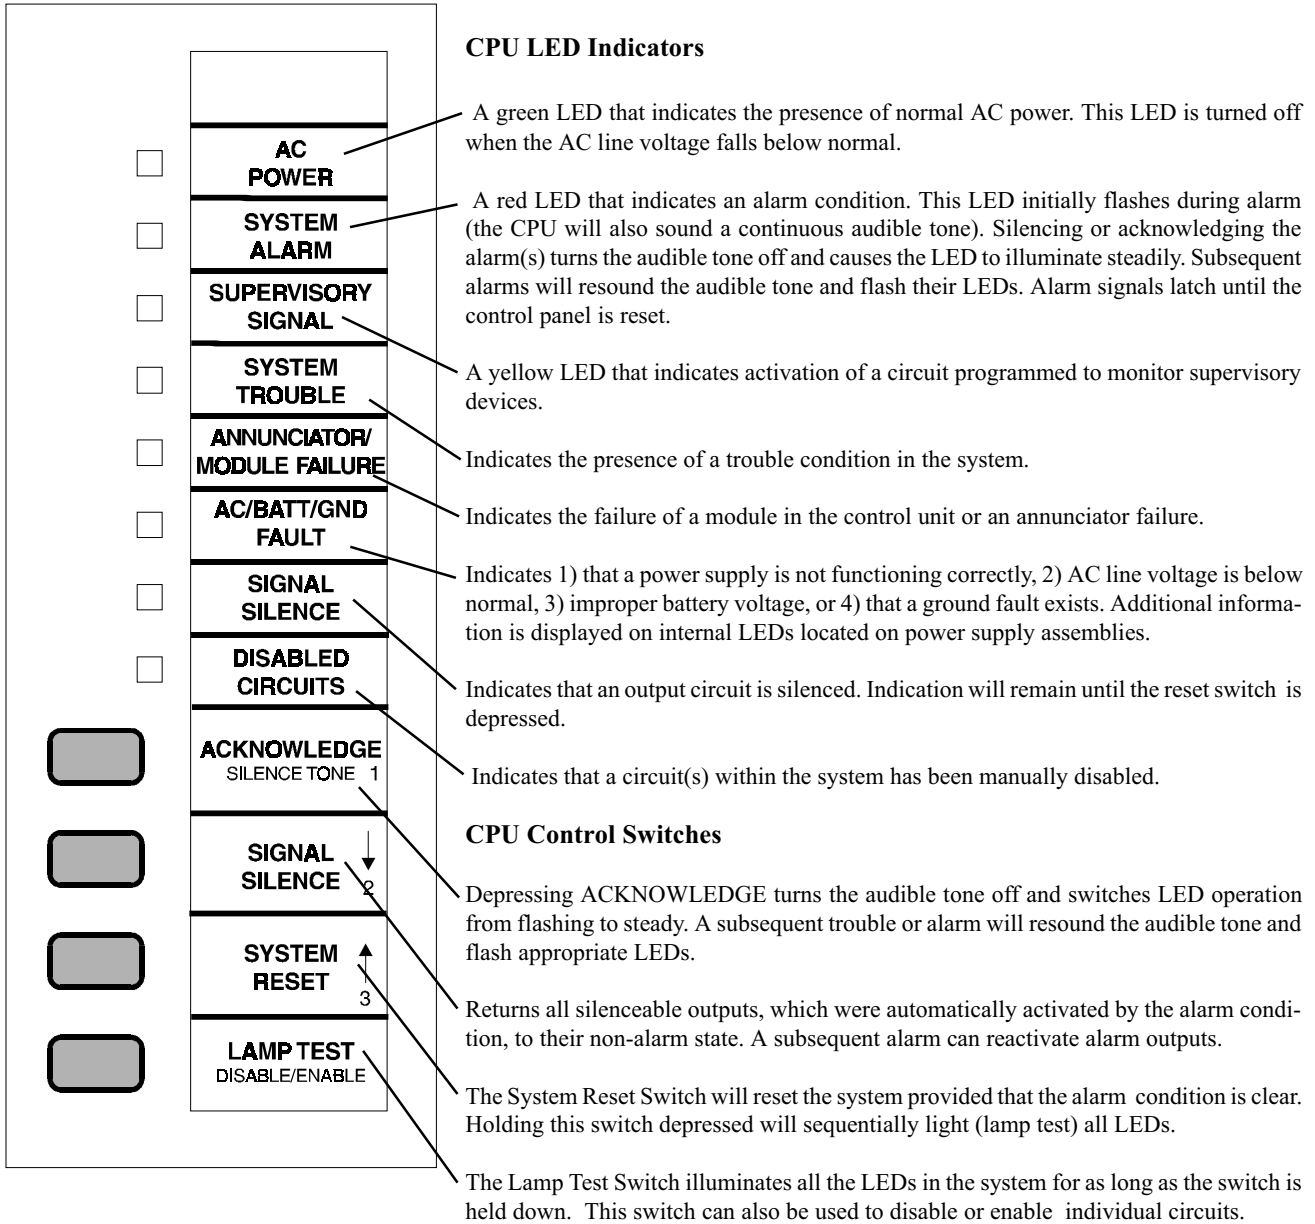 CPU LED Indicators
AC
POWER
A green LED that indicates the presence of normal AC power. This LED is turned off
when the AC line voltage falls below normal.
SYSTEM
ALARM
A red LED that indicates an alarm condition. This LED initially flashes during alarm
(the CPU will also sound a continuous audible tone). Silencing or acknowledging the
alarm(s) turns the audible tone off and causes the LED to illuminate steadily. Subsequent
alarms will resound the audible tone and flash their LEDs. Alarm signals latch until the
control panel is reset.
SUPERVISORY
SIGNAL
A yellow LED that indicates activation of a circuit programmed to monitor supervisory
devices.
SYSTEM
TROUBLE
Indicates the presence of a trouble condition in the system.
ANNUNCIATOR/
MODULE FAILURE
Indicates the failure of a module in the control unit or an annunciator failure.
AC/BATT/GND
FAULT
Indicates 1) that a power supply is not functioning correctly, 2) AC line voltage is below
normal, 3) improper battery voltage, or 4) that a ground fault exists. Additional informa-
tion is displayed on internal LEDs located on power supply assemblies.
SIGNAL
SILENCE
Indicates that an output circuit is silenced. Indication will remain until the reset switch is
depressed.
DISABLED
CIRCUITS
Indicates that a circuit(s) within the system has been manually disabled.
CPU Control Switches
ACKNOWLEDGE
SILENCE TONE 1
Depressing ACKNOWLEDGE turns the audible tone off and switches LED operation
from flashing to steady. A subsequent trouble or alarm will resound the audible tone and
flash appropriate LEDs.
SIGNAL
SILENCE 2
Returns all silenceable outputs, which were automatically activated by the alarm condi-
tion, to their non-alarm state. A subsequent alarm can reactivate alarm outputs.
SYSTEM
RESET 3
The System Reset Switch will reset the system provided that the alarm condition is clear.
Holding this switch depressed will sequentially light (lamp test) all LEDs.
LAMP TEST
DISABLE/ENABLE
The Lamp Test Switch illuminates all the LEDs in the system for as long as the switch is
held down. This switch can also be used to disable or enable individual circuits.